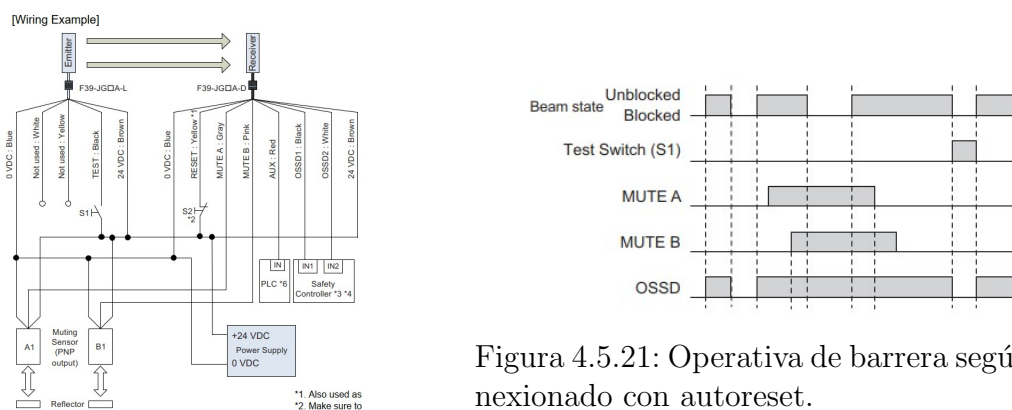 [Wiring Example]
Emitter
Receiver
F39-JG□A-L
F39-JG□A-D
0 VDC : Blue
Not used : White
Not used : Yellow
TEST : Black
24 VDC : Brown
0 VDC : Blue
RESET : Yellow *1
MUTE A : Gray
MUTE B : Pink
AUX : Red
OSSD1 : Black
OSSD2 : White
24 VDC : Brown
S1
S2
*2
IN
IN1
IN2
PLC *6
Safety
Controller *3 *4
A1
Muting
Sensor
(PNP
output)
B1
+24 VDC
Power Supply
0 VDC
Reflector
*1. Also used as
*2. Make sure to
Beam state
Unblocked
Blocked
Test Switch (S1)
MUTE A
MUTE B
OSSD
Figura 4.5.21: Operativa de barrera segú
nexionado con autoreset.